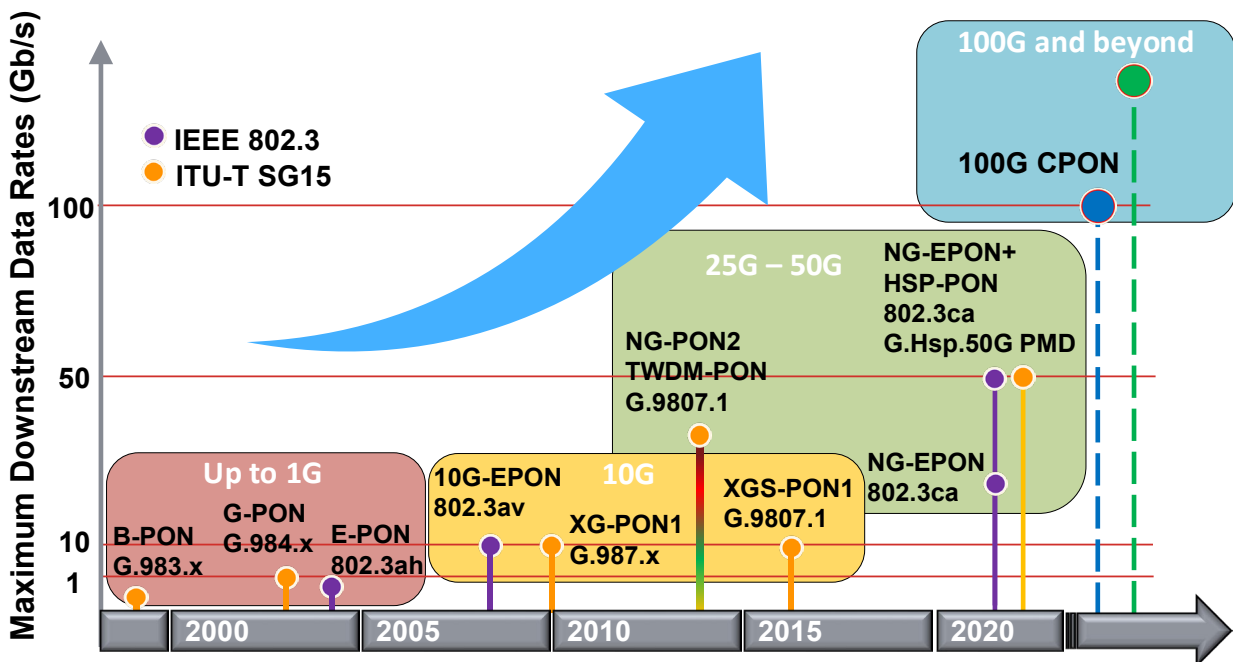 Maximum Downstream Data Rates (Gb/s)
100G and beyond
IEEE 802.3
ITU-T SG15
100G CPON
100
25G – 50G
NG-EPON+
HSP-PON
802.3ca
G.Hsp.50G PMD
NG-PON2
TWDM-PON
G.9807.1
50
Up to 1G
10G
10G-EPON
802.3av
NG-EPON
802.3ca
XGS-PON1
G.9807.1
G-PON
G.984.x
B-PON
G.983.x
E-PON
802.3ah
XG-PON1
G.987.x
10
1
2000
2005
2010
2015
2020